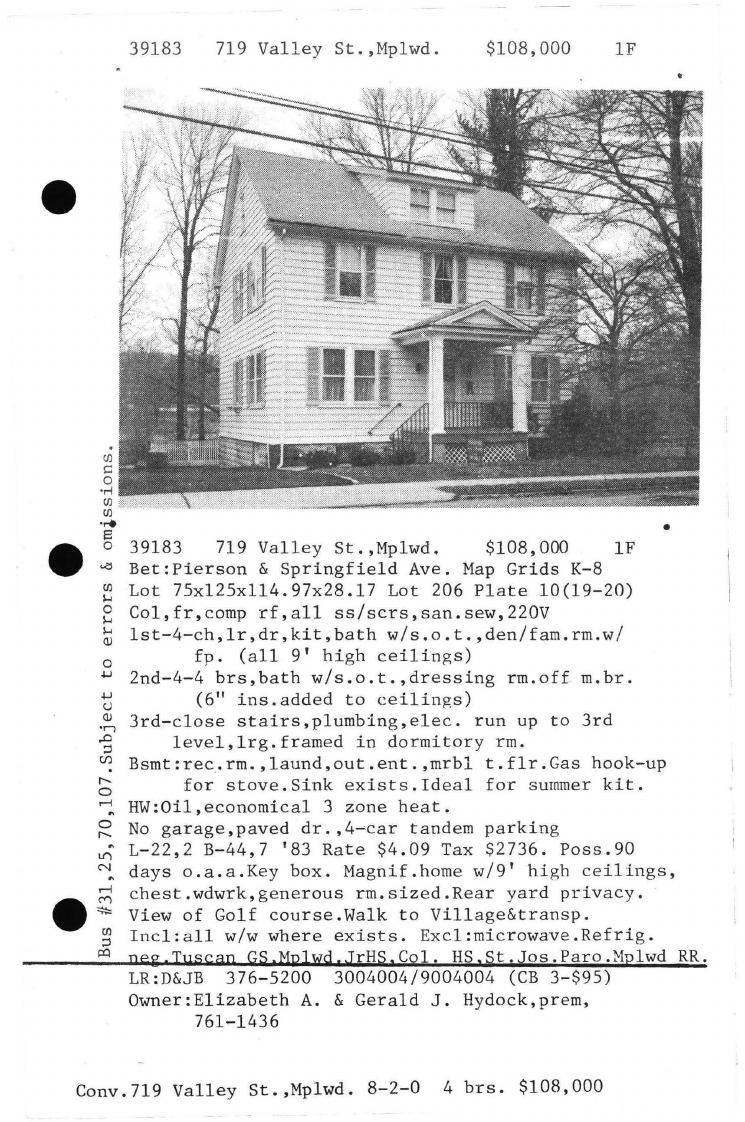 39183 719 Valley St.,Mplwd. $108,000 1F
39183 719 Valley St.,Mplwd. $108,000 1F
Bet:Pierson & Springfield Ave. Map Grids K-8
Lot 75x125x114.97x28.17 Lot 206 Plate 10(19-20)
Col,fr,comp rf,all ss/scrs,san.sew,220V
1st-4-ch,lr,dr,kit,bath w/s.o.t.,den/fam.rm.w/
fp. (all 9' high ceilings)
2nd-4-4 brs,bath w/s.o.t.,dressing rm.off m.br.
(6" ins.added to ceilings)
3rd-close stairs,plumbing,elec. run up to 3rd
level,lrg.framed in dormitory rm.
Bsmt:rec.rm.,laund,out.ent.,mrbl t.flr.Gas hook-up
for stove.Sink exists.Ideal for summer kit.
HW:Oil,economical 3 zone heat.
No garage,paved dr.,4-car tandem parking
L-22,2 B-44,7 '83 Rate $4.09 Tax $2736. Poss.90
days o.a.a.Key box. Magnif.home w/9' high ceilings,
chest.wdwrk,generous rm.sized.Rear yard privacy.
View of Golf course.Walk to Village&transp.
Incl:all w/w where exists. Excl:microwave.Refrig.
neg.Tuscan GS.Mplwd.JrHS.Col. HS.St.Jos.Paro.Mplwd RR.
LR:D&JB 376-5200 3004004/9004004 (CB 3-$95)
Owner:Elizabeth A. & Gerald J. Hydock,prem,
761-1436
Bus #31,25,70,107.Subject to errors & omissions.
Conv.719 Valley St.,Mplwd. 8-2-0 4 brs. $108,000